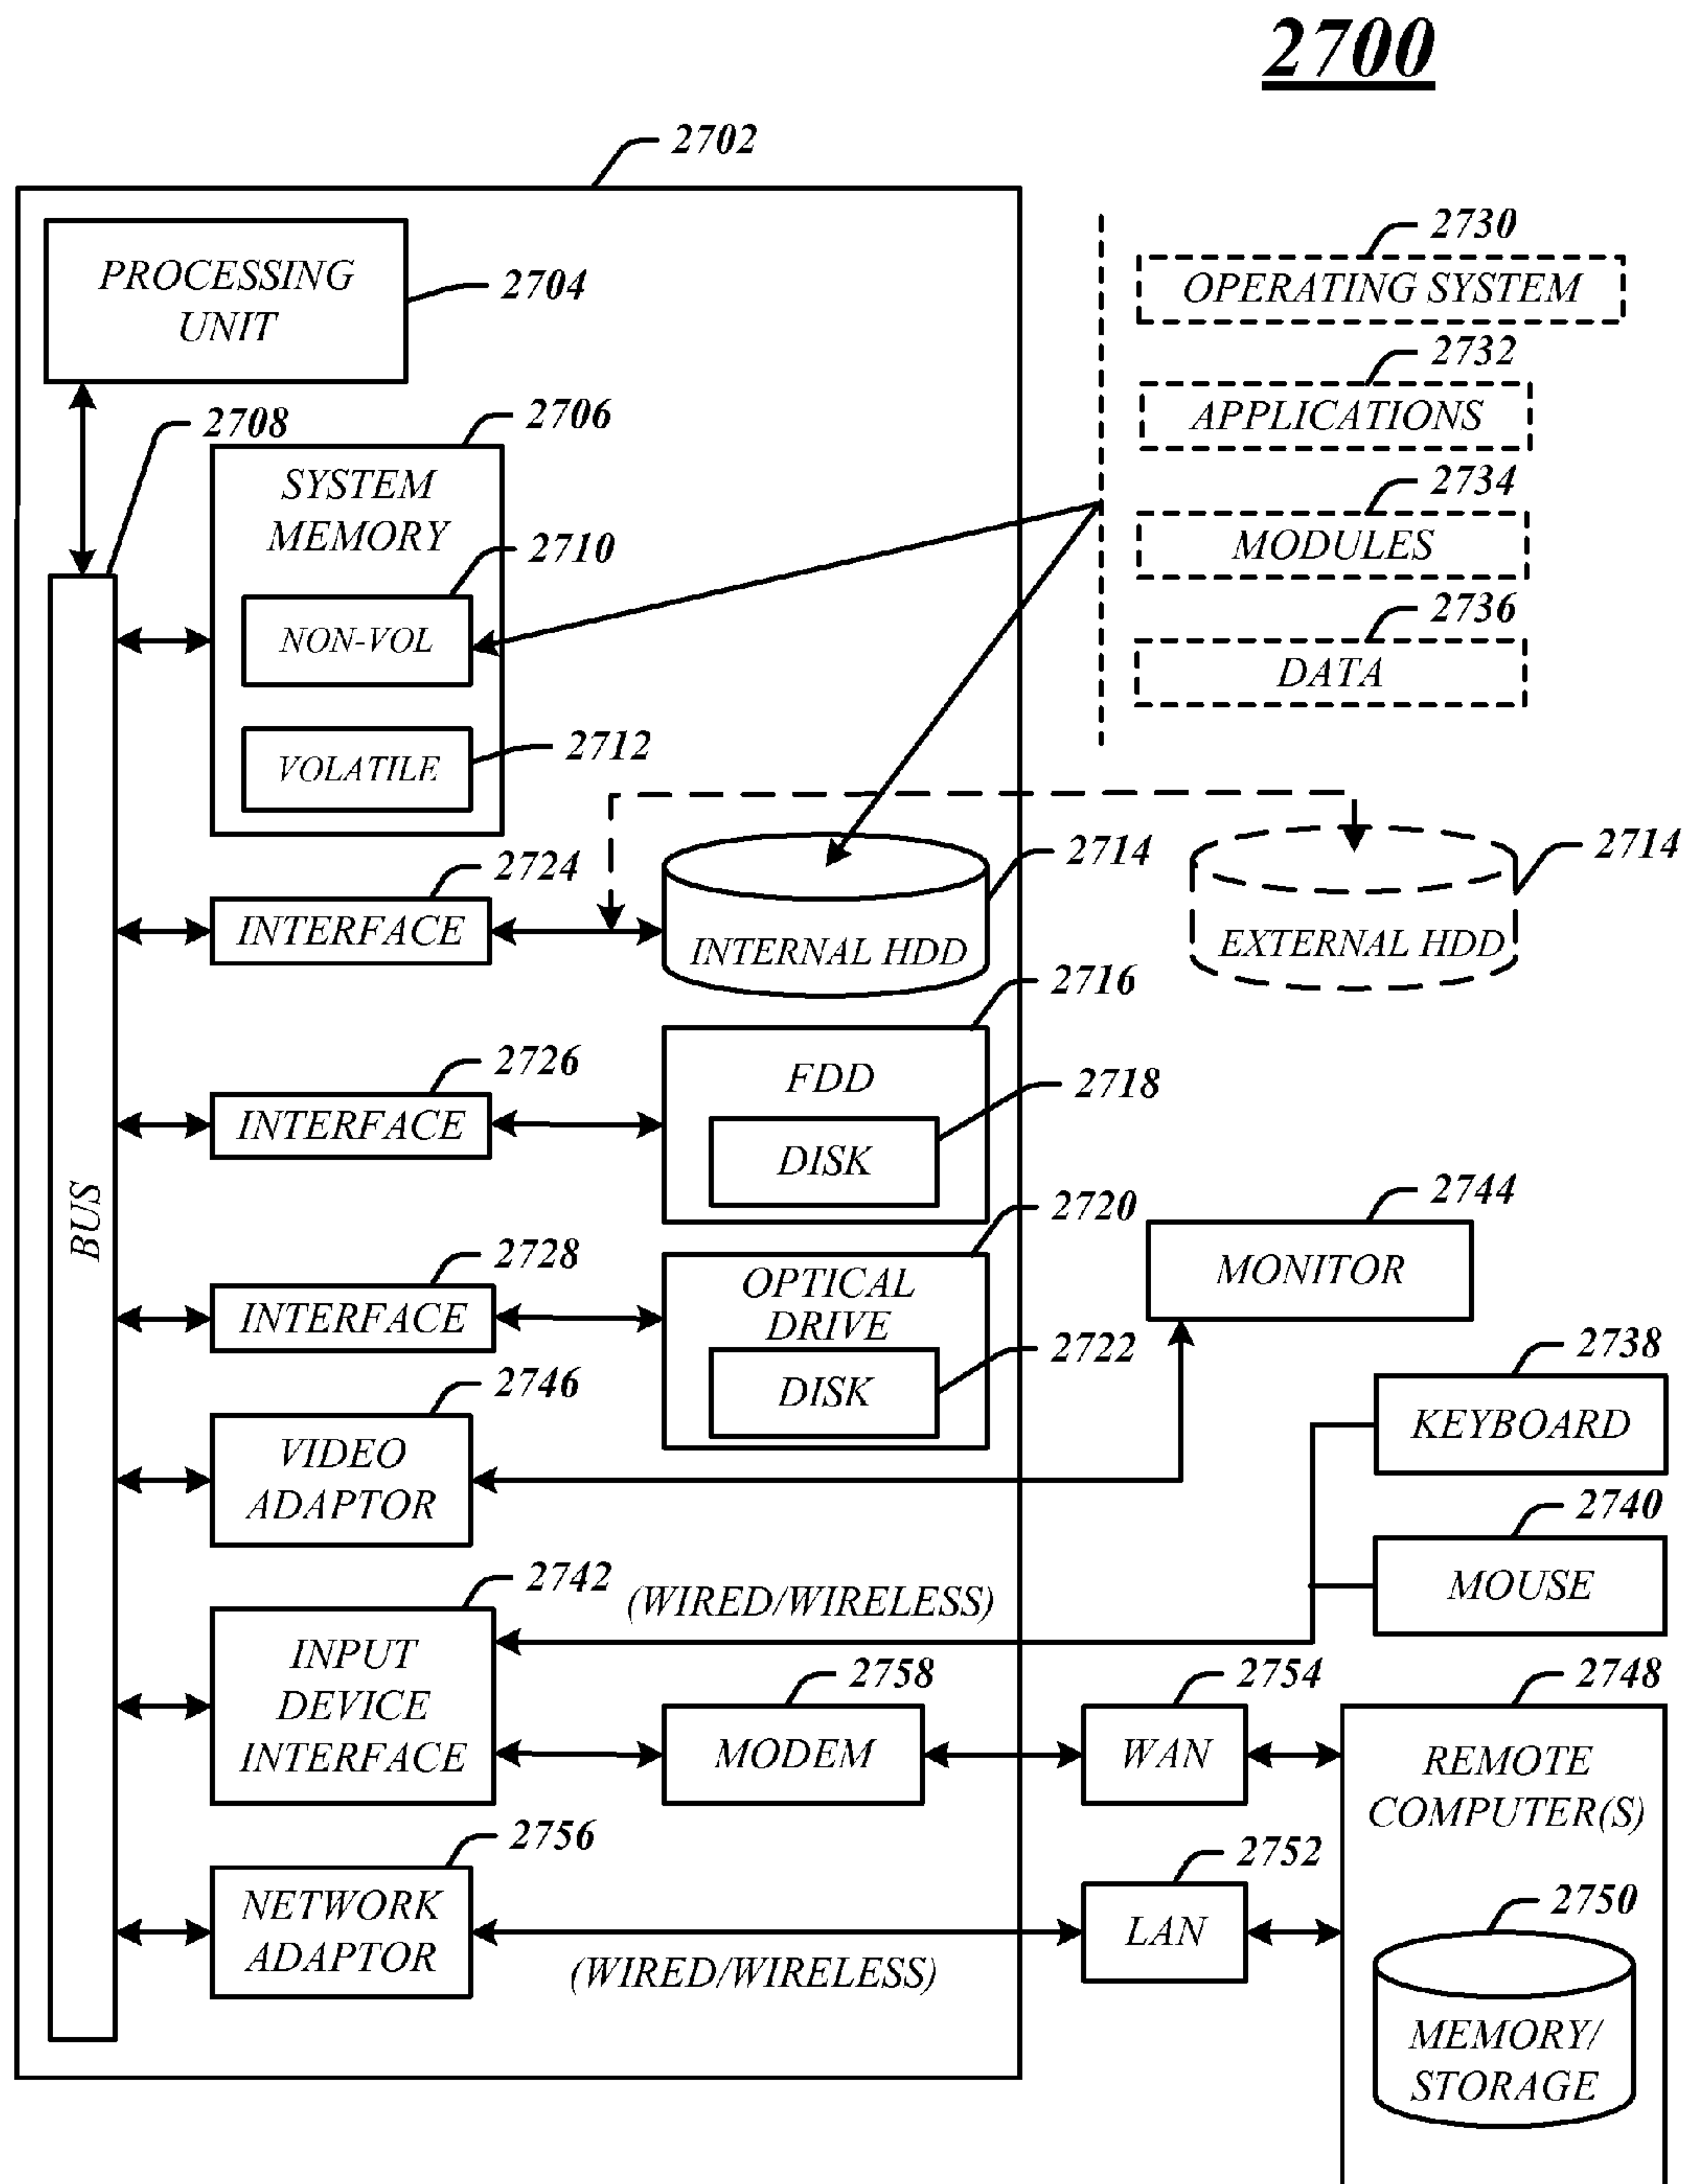 2700
2702
PROCESSING
UNIT
2704
2730
OPERATING SYSTEM
2732
APPLICATIONS
2734
MODULES
2736
DATA
2708
2706
SYSTEM
MEMORY
2710
NON-VOL
2712
VOLATILE
BUS
2724
INTERFACE
2714
INTERNAL HDD
2714
EXTERNAL HDD
2726
INTERFACE
2716
FDD
2718
DISK
2728
INTERFACE
2720
OPTICAL
DRIVE
2722
DISK
2744
MONITOR
2746
VIDEO
ADAPTOR
2738
KEYBOARD
2740
MOUSE
2742
(WIRED/WIRELESS)
INPUT
DEVICE
INTERFACE
2758
MODEM
2754
WAN
2748
REMOTE
COMPUTER(S)
2756
NETWORK
ADAPTOR
(WIRED/WIRELESS)
2752
LAN
2750
MEMORY/
STORAGE